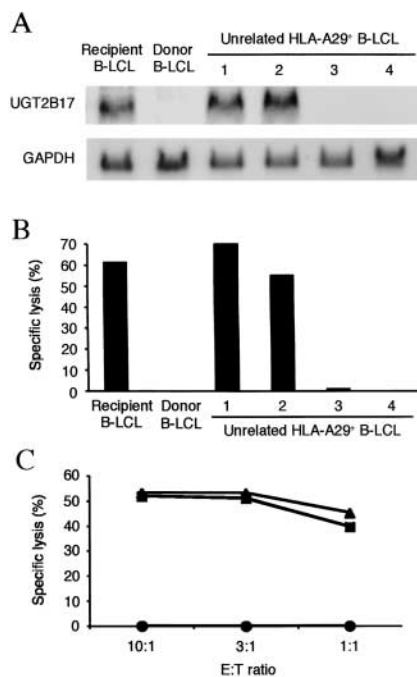 A
Recipient B-LCL
Donor B-LCL
Unrelated HLA-A29+ B-LCL
1 2 3 4
UGT2B17
GAPDH
B
Specific lysis (%)
70
60
50
40
30
20
10
0
Recipient B-LCL
Donor B-LCL
1 2 3 4
Unrelated HLA-A29+ B-LCL
C
Specific lysis (%)
60
50
40
30
20
10
0
10:1 3:1 1:1
E:T ratio